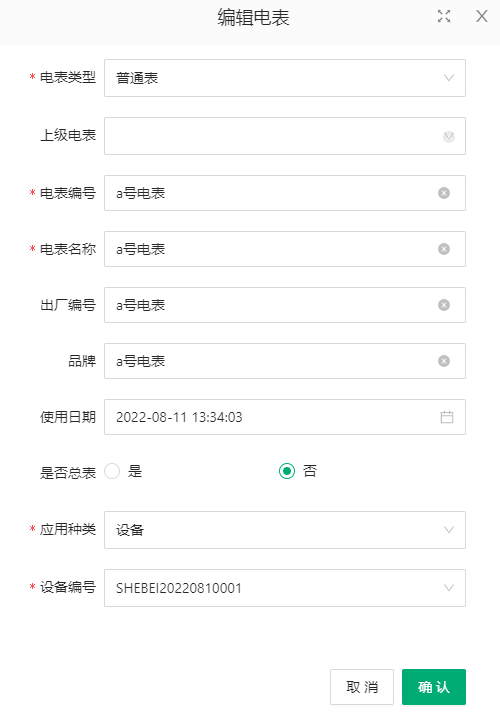 编辑电表
* 电表类型 普通表
上级电表
* 电表编号 a号电表
* 电表名称 a号电表
出厂编号 a号电表
品牌 a号电表
使用日期 2022-08-11 13:34:03
是否总表 是 否
* 应用种类 设备
* 设备编号 SHEBEI20220810001
取 消 确 认